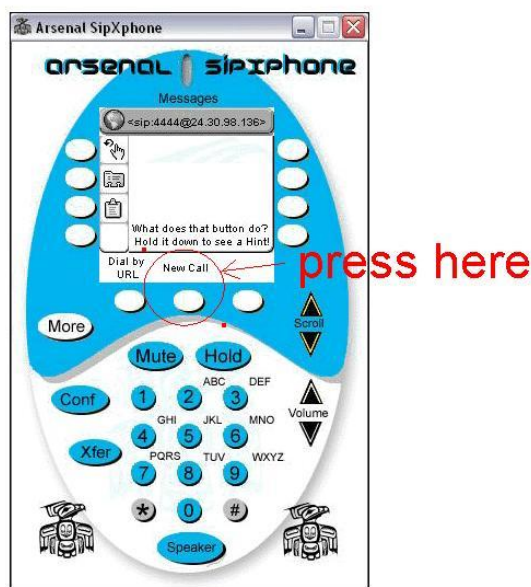 Arsenal SipXphone
arsenal sipxphone
Messages
<sip:4444@24.30.98.136>
What does that button do?
Hold it down to see a Hint!
Dial by
URL
New Call
press here
More
Scroll
Mute
Hold
Conf
Xfer
ABC
DEF
1
2
3
GHI
JKL
MNO
4
5
6
PQRS
TUV
WXYZ
7
8
9
*
0
#
Volume
Speaker